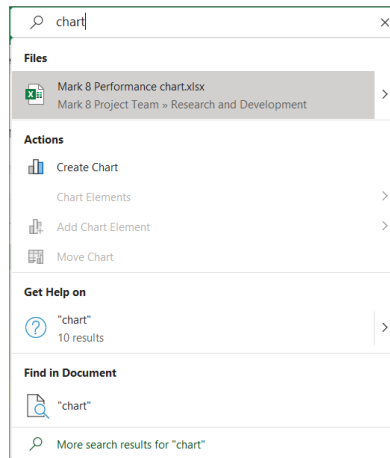 chart
Files
Mark 8 Performance chart.xlsx
Mark 8 Project Team » Research and Development
Actions
Create Chart
Chart Elements
Add Chart Element
Move Chart
Get Help on
"chart"
10 results
Find in Document
"chart"
More search results for "chart"